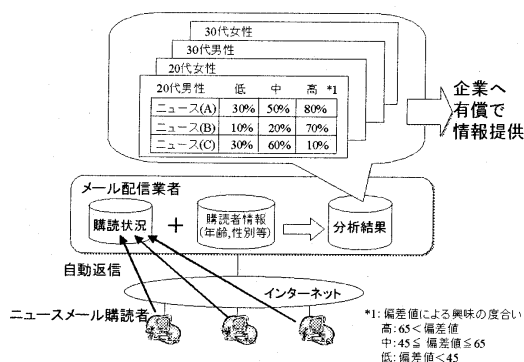 30代女性
30代男性
20代女性
20代男性 低 中 高 *1
ニュース(A) 30% 50% 80%
ニュース(B) 10% 20% 70%
ニュース(C) 30% 60% 10%
企業へ
有償で
情報提供
メール配信業者
購読状況
+
購読者情報
(年齢,性別等)
分析結果
自動返信
インターネット
ニュースメール購読者
*1: 偏差値による興味の度合い
高: 65<偏差値
中: 45≦ 偏差値≦65
低: 偏差値<45